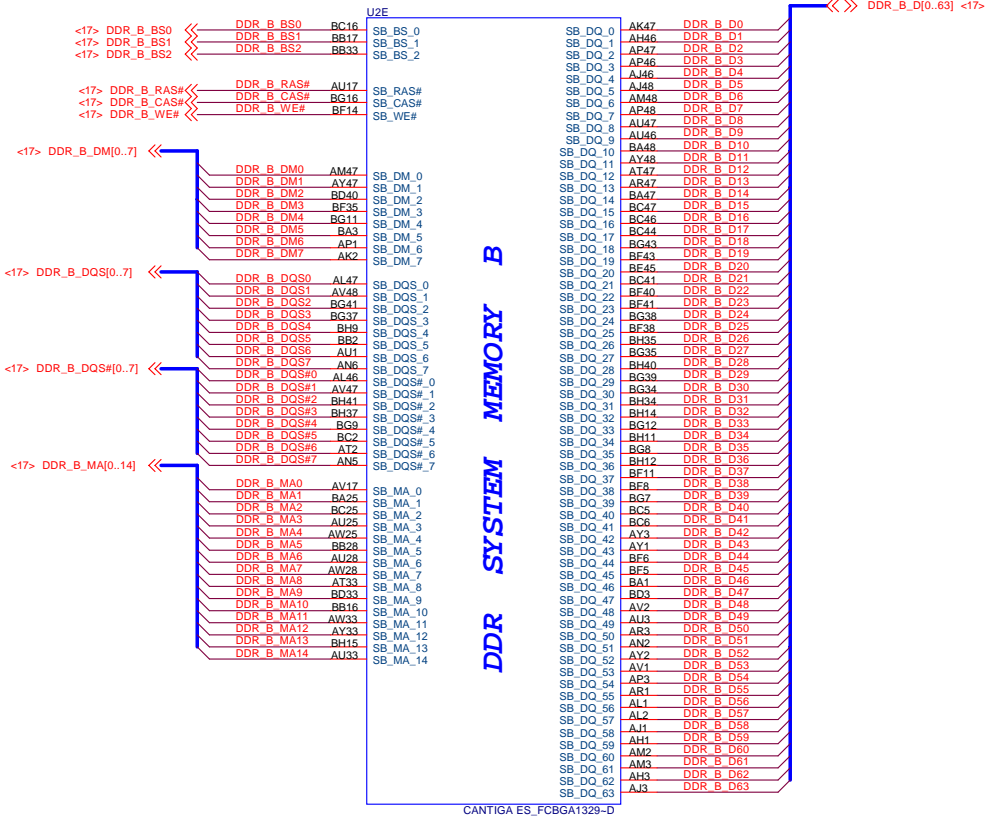 U2E
<17> DDR_B_BS0 DDR_B_BS0 BC16 SB_BS_0
<17> DDR_B_BS1 DDR_B_BS1 BB17 SB_BS_1
<17> DDR_B_BS2 DDR_B_BS2 BB33 SB_BS_2
<17> DDR_B_RAS# DDR_B_RAS# AU17 SB_RAS#
<17> DDR_B_CAS# DDR_B_CAS# BG16 SB_CAS#
<17> DDR_B_WE# DDR_B_WE# BF14 SB_WE#
<17> DDR_B_DM[0..7]
DDR_B_DM0 AM47 SB_DM_0
DDR_B_DM1 AY47 SB_DM_1
DDR_B_DM2 BD40 SB_DM_2
DDR_B_DM3 BF35 SB_DM_3
DDR_B_DM4 BG11 SB_DM_4
DDR_B_DM5 BA3 SB_DM_5
DDR_B_DM6 AP1 SB_DM_6
DDR_B_DM7 AK2 SB_DM_7
<17> DDR_B_DQS[0..7]
DDR_B_DQS0 AL47 SB_DQS_0
DDR_B_DQS1 AV48 SB_DQS_1
DDR_B_DQS2 BG41 SB_DQS_2
DDR_B_DQS3 BG37 SB_DQS_3
DDR_B_DQS4 BH9 SB_DQS_4
DDR_B_DQS5 BB2 SB_DQS_5
DDR_B_DQS6 AU1 SB_DQS_6
DDR_B_DQS7 AN6 SB_DQS_7
<17> DDR_B_DQS#[0..7]
DDR_B_DQS#0 AL46 SB_DQS#_0
DDR_B_DQS#1 AV47 SB_DQS#_1
DDR_B_DQS#2 BH41 SB_DQS#_2
DDR_B_DQS#3 BH37 SB_DQS#_3
DDR_B_DQS#4 BG9 SB_DQS#_4
DDR_B_DQS#5 BC2 SB_DQS#_5
DDR_B_DQS#6 AT2 SB_DQS#_6
DDR_B_DQS#7 AN5 SB_DQS#_7
<17> DDR_B_MA[0..14]
DDR_B_MA0 AV17 SB_MA_0
DDR_B_MA1 BA25 SB_MA_1
DDR_B_MA2 BC25 SB_MA_2
DDR_B_MA3 AU25 SB_MA_3
DDR_B_MA4 AW25 SB_MA_4
DDR_B_MA5 BB28 SB_MA_5
DDR_B_MA6 AU28 SB_MA_6
DDR_B_MA7 AW28 SB_MA_7
DDR_B_MA8 AT33 SB_MA_8
DDR_B_MA9 BD33 SB_MA_9
DDR_B_MA10 BB16 SB_MA_10
DDR_B_MA11 AW33 SB_MA_11
DDR_B_MA12 AY33 SB_MA_12
DDR_B_MA13 BH15 SB_MA_13
DDR_B_MA14 AU33 SB_MA_14
DDR SYSTEM MEMORY B
DDR_B_D[0..63] <17>
SB_DQ_0 AK47 DDR_B_D0
SB_DQ_1 AH46 DDR_B_D1
SB_DQ_2 AP47 DDR_B_D2
SB_DQ_3 AP46 DDR_B_D3
SB_DQ_4 AJ46 DDR_B_D4
SB_DQ_5 AJ48 DDR_B_D5
SB_DQ_6 AM48 DDR_B_D6
SB_DQ_7 AP48 DDR_B_D7
SB_DQ_8 AU47 DDR_B_D8
SB_DQ_9 AU46 DDR_B_D9
SB_DQ_10 BA48 DDR_B_D10
SB_DQ_11 AY48 DDR_B_D11
SB_DQ_12 AT47 DDR_B_D12
SB_DQ_13 AR47 DDR_B_D13
SB_DQ_14 BA47 DDR_B_D14
SB_DQ_15 BC47 DDR_B_D15
SB_DQ_16 BC46 DDR_B_D16
SB_DQ_17 BC44 DDR_B_D17
SB_DQ_18 BG43 DDR_B_D18
SB_DQ_19 BF43 DDR_B_D19
SB_DQ_20 BE45 DDR_B_D20
SB_DQ_21 BC41 DDR_B_D21
SB_DQ_22 BF40 DDR_B_D22
SB_DQ_23 BF41 DDR_B_D23
SB_DQ_24 BG38 DDR_B_D24
SB_DQ_25 BF38 DDR_B_D25
SB_DQ_26 BH35 DDR_B_D26
SB_DQ_27 BG35 DDR_B_D27
SB_DQ_28 BH40 DDR_B_D28
SB_DQ_29 BG39 DDR_B_D29
SB_DQ_30 BG34 DDR_B_D30
SB_DQ_31 BH34 DDR_B_D31
SB_DQ_32 BH14 DDR_B_D32
SB_DQ_33 BG12 DDR_B_D33
SB_DQ_34 BH11 DDR_B_D34
SB_DQ_35 BG8 DDR_B_D35
SB_DQ_36 BH12 DDR_B_D36
SB_DQ_37 BF11 DDR_B_D37
SB_DQ_38 BF8 DDR_B_D38
SB_DQ_39 BG7 DDR_B_D39
SB_DQ_40 BC5 DDR_B_D40
SB_DQ_41 BC6 DDR_B_D41
SB_DQ_42 AY3 DDR_B_D42
SB_DQ_43 AY1 DDR_B_D43
SB_DQ_44 BF6 DDR_B_D44
SB_DQ_45 BF5 DDR_B_D45
SB_DQ_46 BA1 DDR_B_D46
SB_DQ_47 BD3 DDR_B_D47
SB_DQ_48 AV2 DDR_B_D48
SB_DQ_49 AU3 DDR_B_D49
SB_DQ_50 AR3 DDR_B_D50
SB_DQ_51 AN2 DDR_B_D51
SB_DQ_52 AY2 DDR_B_D52
SB_DQ_53 AV1 DDR_B_D53
SB_DQ_54 AP3 DDR_B_D54
SB_DQ_55 AR1 DDR_B_D55
SB_DQ_56 AL1 DDR_B_D56
SB_DQ_57 AL2 DDR_B_D57
SB_DQ_58 AJ1 DDR_B_D58
SB_DQ_59 AH1 DDR_B_D59
SB_DQ_60 AM2 DDR_B_D60
SB_DQ_61 AM3 DDR_B_D61
SB_DQ_62 AH3 DDR_B_D62
SB_DQ_63 AJ3 DDR_B_D63
CANTIGA ES_FCBGA1329~D